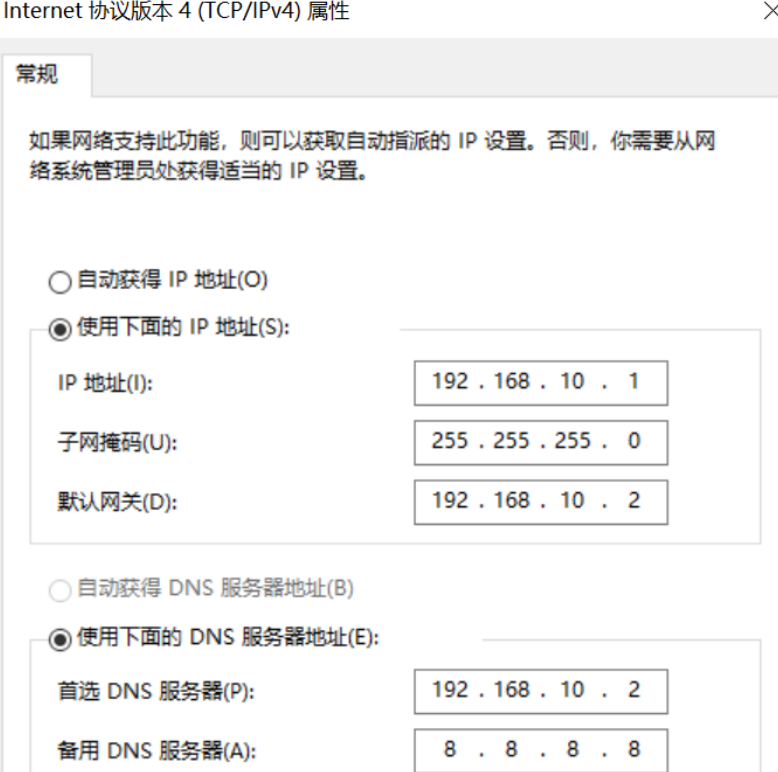 Internet 协议版本 4 (TCP/IPv4) 属性
常规
如果网络支持此功能，则可以获取自动指派的 IP 设置。否则，你需要从网
络系统管理员处获得适当的 IP 设置。
自动获得 IP 地址(O)
使用下面的 IP 地址(S):
IP 地址(I): 192 . 168 . 10 . 1
子网掩码(U): 255 . 255 . 255 . 0
默认网关(D): 192 . 168 . 10 . 2
自动获得 DNS 服务器地址(B)
使用下面的 DNS 服务器地址(E):
首选 DNS 服务器(P): 192 . 168 . 10 . 2
备用 DNS 服务器(A): 8 . 8 . 8 . 8